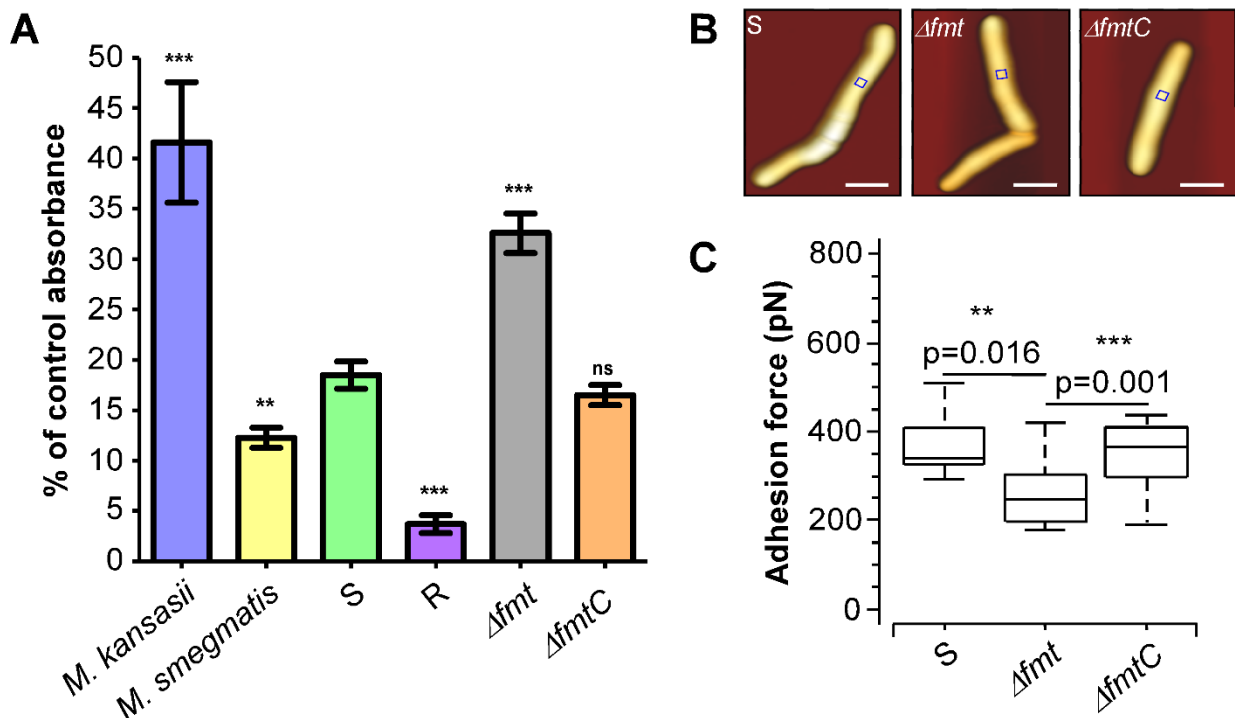 A
% of control absorbance
50
45
40
35
30
25
20
15
10
5
0
***
**
***
***
ns
M. kansasii
M. smegmatis
S
R
Δfmt
ΔfmtC
B
S
Δfmt
ΔfmtC
C
Adhesion force (pN)
800
600
400
200
0
**
p=0.016
***
p=0.001
S
Δfmt
ΔfmtC